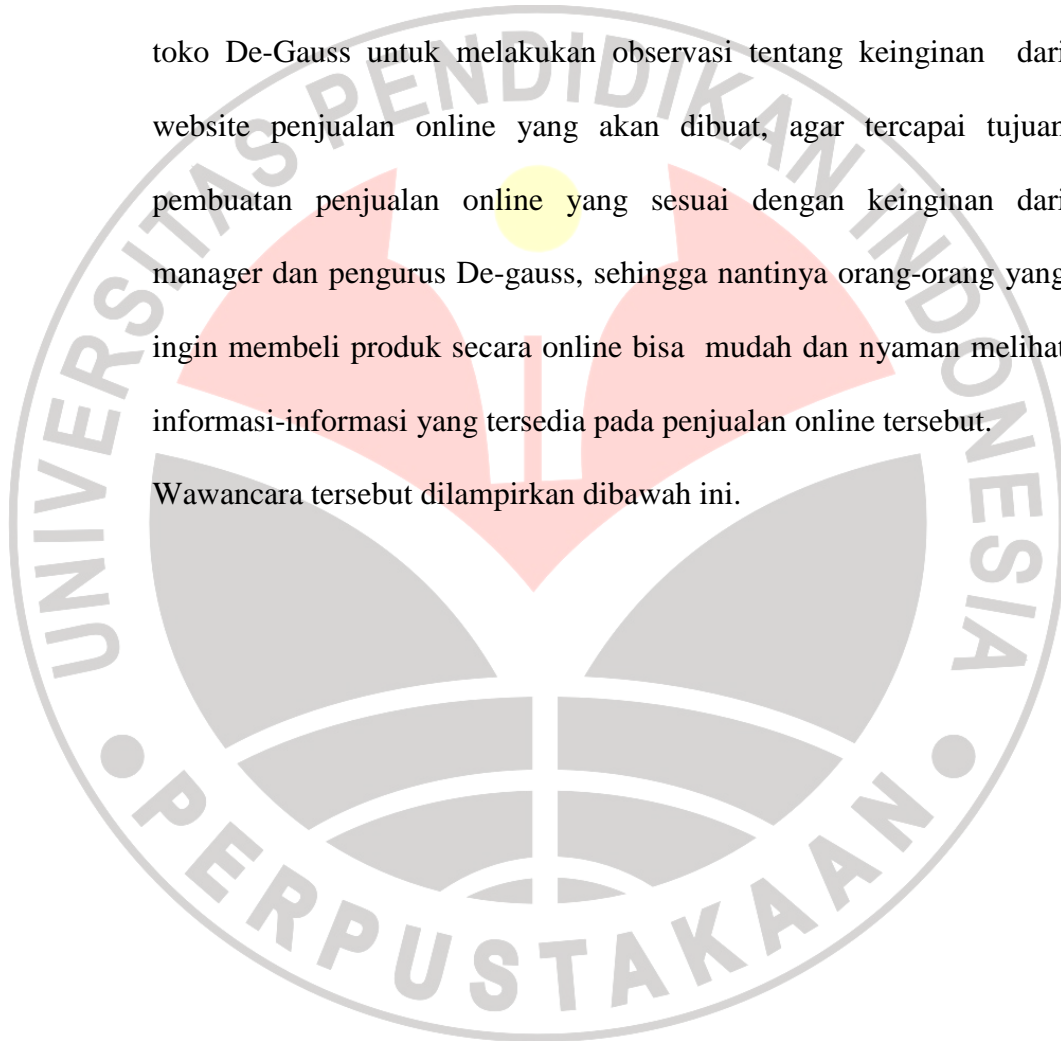 toko De-Gauss untuk melakukan observasi tentang keinginan dari
website penjualan online yang akan dibuat, agar tercapai tujuan
pembuatan penjualan online yang sesuai dengan keinginan dari
manager dan pengurus De-gauss, sehingga nantinya orang-orang yang
ingin membeli produk secara online bisa mudah dan nyaman melihat
informasi-informasi yang tersedia pada penjualan online tersebut.
Wawancara tersebut dilampirkan dibawah ini.
UNIVERSITAS PENDIDIKAN INDONESIA
PERPUSTAKAAN